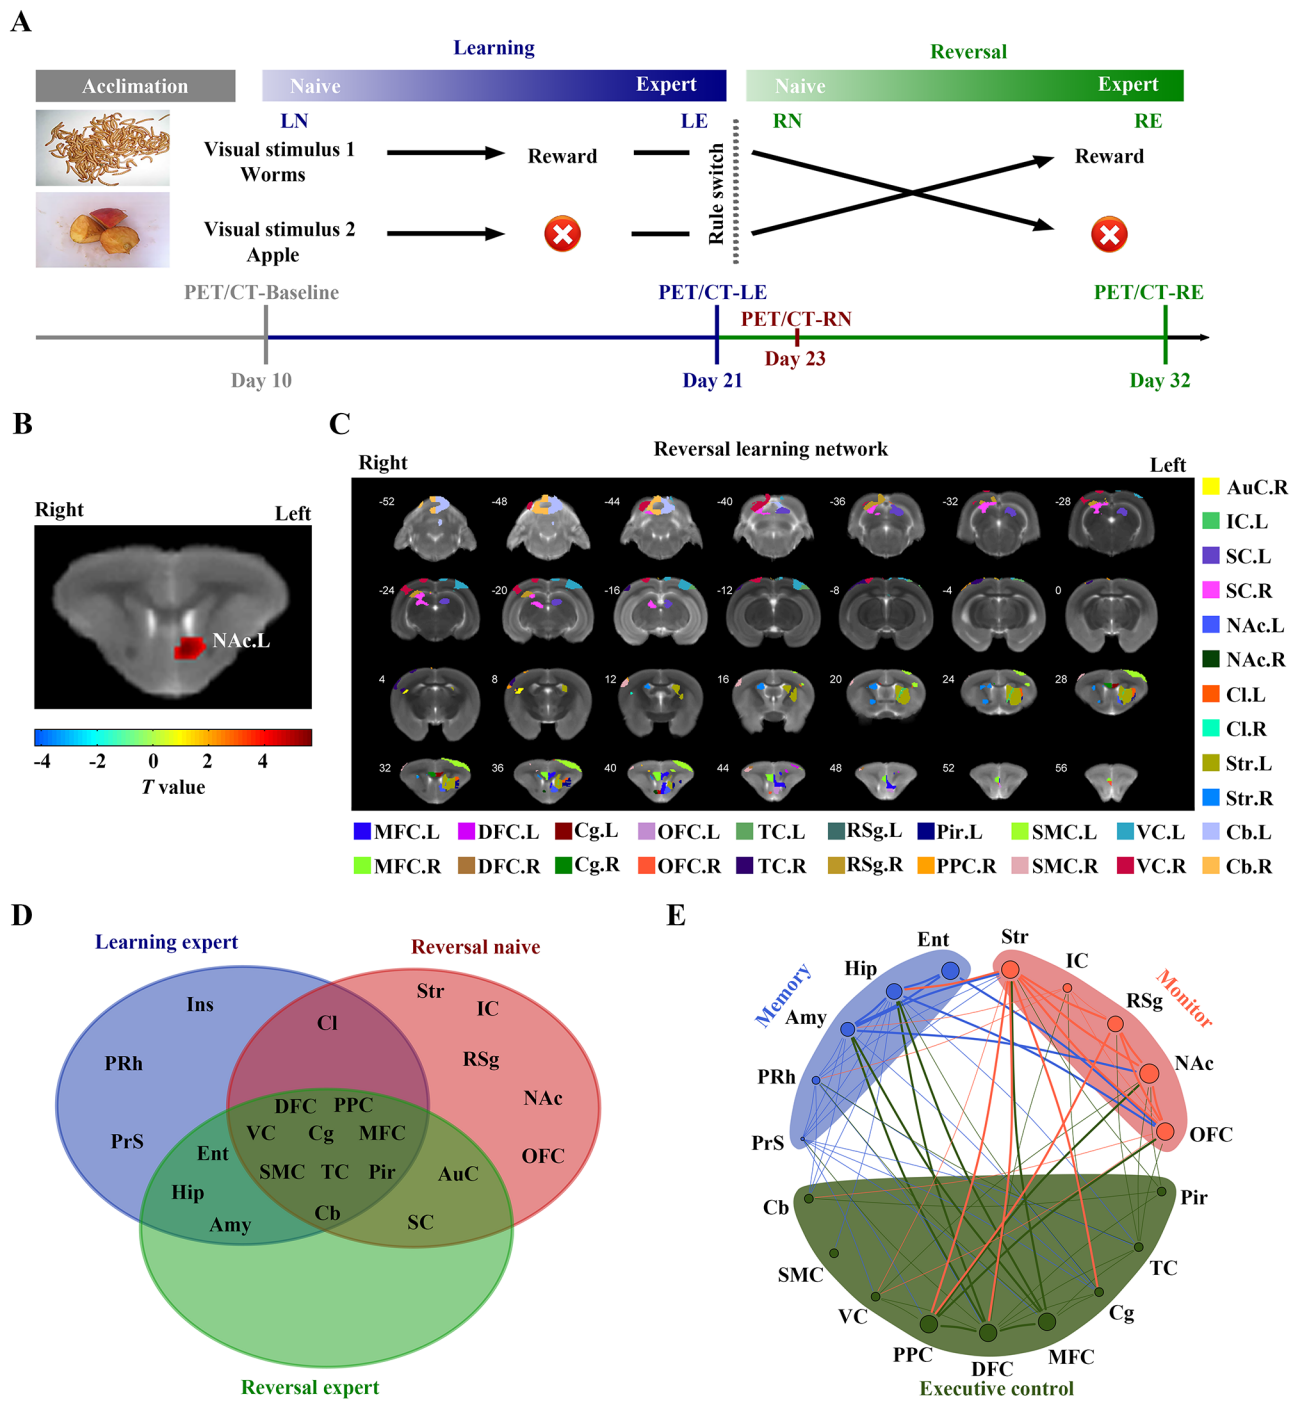 A
Learning
Reversal
Acclimation
Naive
Expert
Naive
Expert
LN
LE
RN
RE
Visual stimulus 1
Worms
Reward
Rule switch
Reward
Visual stimulus 2
Apple
PET/CT-Baseline
PET/CT-LE
PET/CT-RN
PET/CT-RE
Day 10
Day 21
Day 23
Day 32
B
Right
Left
NAc.L
-4
-2
0
2
4
T value
C
Reversal learning network
Right
Left
-52
-48
-44
-40
-36
-32
-28
-24
-20
-16
-12
-8
-4
0
4
8
12
16
20
24
28
32
36
40
44
48
52
56
AuC.R
IC.L
SC.L
SC.R
NAc.L
NAc.R
Cl.L
Cl.R
Str.L
Str.R
MFC.L
DFC.L
Cg.L
OFC.L
TC.L
RSg.L
Pir.L
SMC.L
VC.L
Cb.L
MFC.R
DFC.R
Cg.R
OFC.R
TC.R
RSg.R
PPC.R
SMC.R
VC.R
Cb.R
D
Learning expert
Reversal naive
Ins
Str
IC
Cl
PRh
RSg
NAc
DFC
PPC
VC
Cg
MFC
PrS
Ent
OFC
SMC
TC
Pir
AuC
Hip
Amy
Cb
SC
Reversal expert
E
Memory
Monitor
Ent
Str
IC
Hip
RSg
Amy
NAc
PRh
PrS
OFC
Cb
Pir
SMC
TC
VC
Cg
PPC
DFC
MFC
Executive control